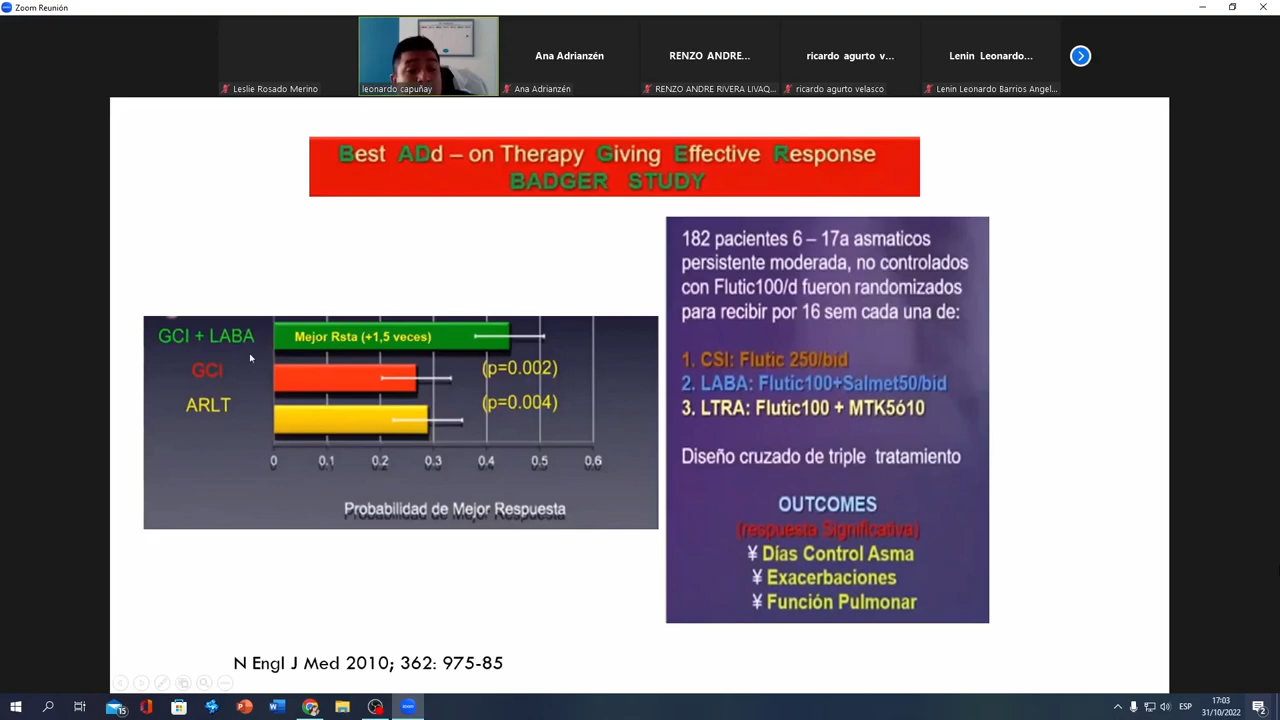 Zoom Reunión
Ana Adrianzén
RENZO ANDRE...
ricardo agurto v...
Lenin Leonardo...
Leslie Rosado Merino
leonardo capuñay
Ana Adrianzén
RENZO ANDRE RIVERA LIVAQ...
ricardo agurto velasco
Lenin Leonardo Barrios Angel...
Best ADd – on Therapy Giving Effective Response
BADGER STUDY
182 pacientes 6 – 17a asmaticos
persistente moderada, no controlados
con Flutic100/d fueron randomizados
para recibir por 16 sem cada una de:
1. CSI: Flutic 250/bid
2. LABA: Flutic100+Salmet50/bid
3. LTRA: Flutic100 + MTK5ó10
Diseño cruzado de triple tratamiento
OUTCOMES
(respuesta Significativa)
¥ Días Control Asma
¥ Exacerbaciones
¥ Función Pulmonar
GCI + LABA
Mejor Rsta (+1,5 veces)
GCI
(p=0.002)
ARLT
(p=0.004)
0 0.1 0.2 0.3 0.4 0.5 0.6
Probabilidad de Mejor Respuesta
N Engl J Med 2010; 362: 975-85
15
ESP
17:03
31/10/2022
2